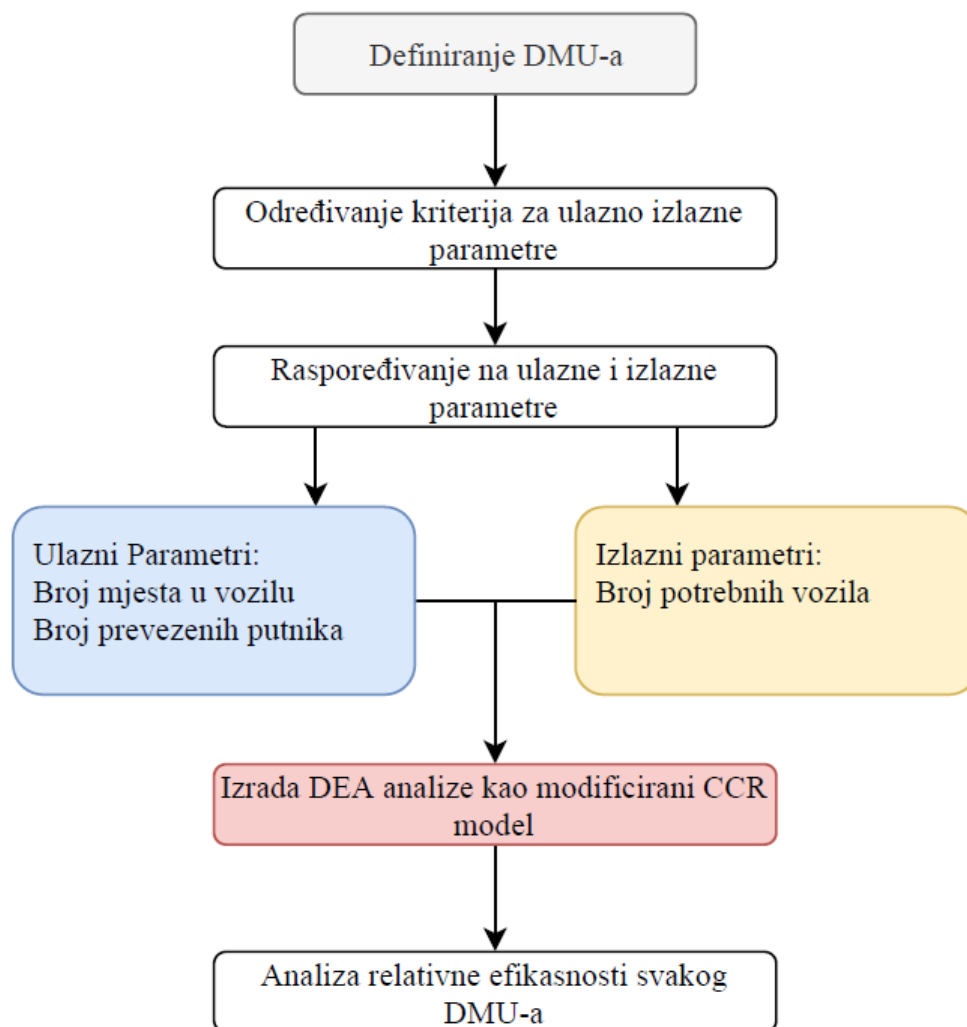 Definiranje DMU-a
Određivanje kriterija za ulazno izlazne
parametre
Raspoređivanje na ulazne i izlazne
parametre
Ulazni Parametri:
Broj mjesta u vozilu
Broj prevezenih putnika
Izlazni parametri:
Broj potrebnih vozila
Izrada DEA analize kao modificirani CCR
model
Analiza relativne efikasnosti svakog
DMU-a